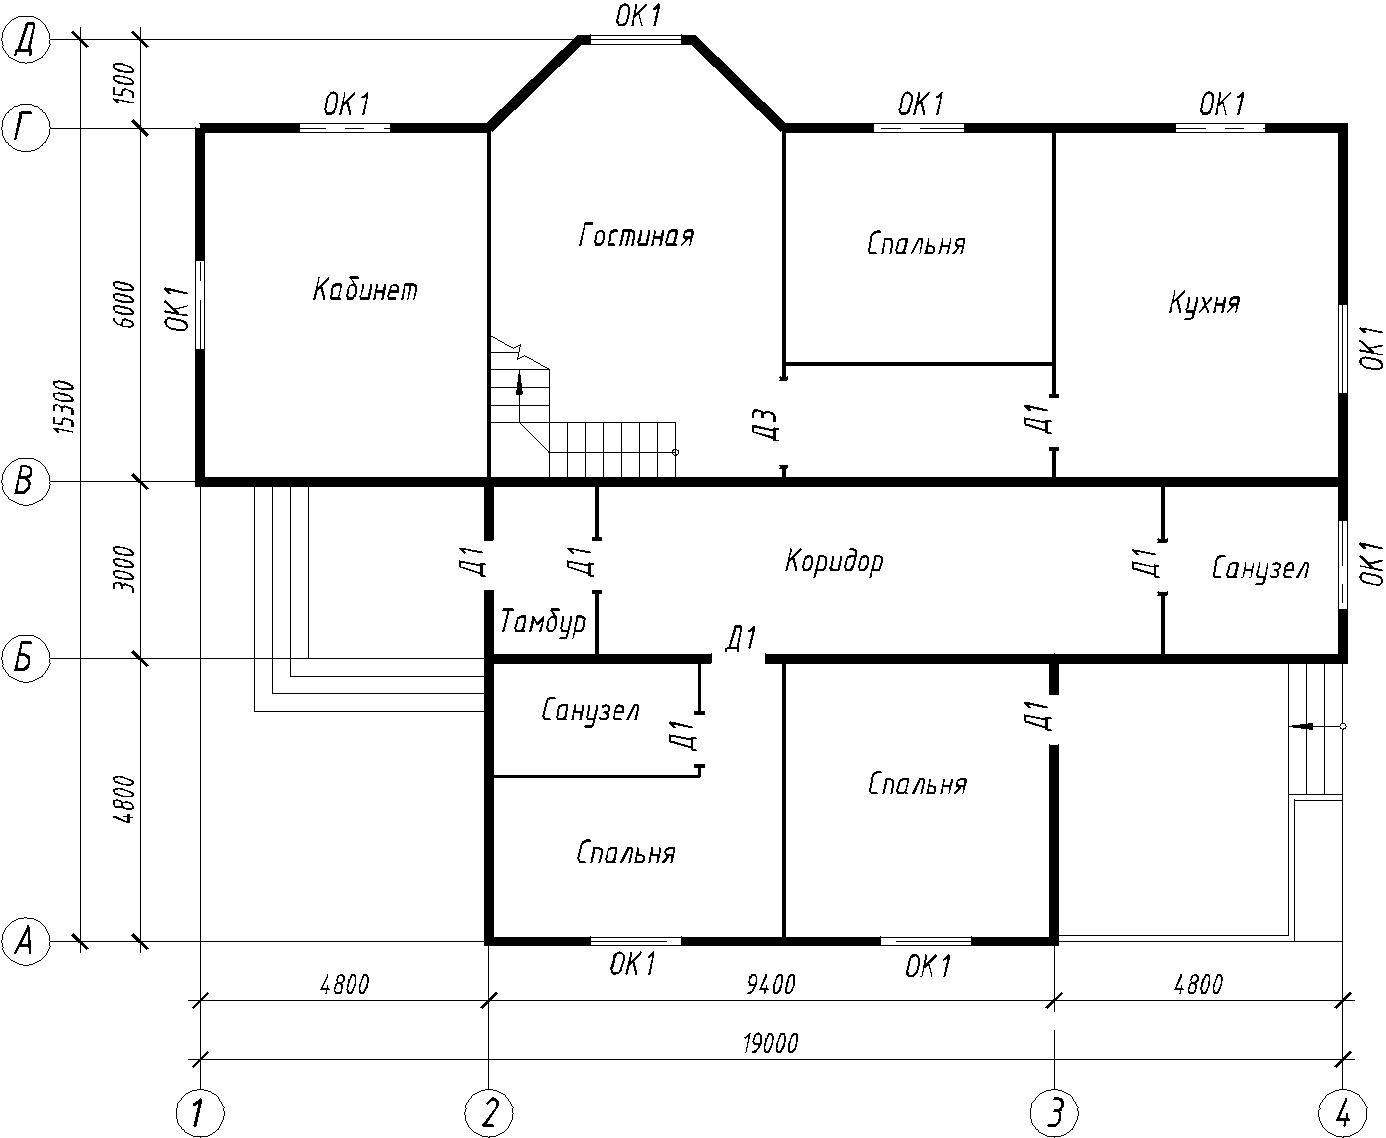 ОК1
Д
1500
ОК1
ОК1
ОК1
Г
Гостиная
Спальня
Кабинет
Кухня
6000
ОК1
ОК1
15300
Д3
Д1
В
Д1
Д1
Коридор
Д1
Санузел
ОК1
3000
Тамбур
Д1
Б
Санузел
Д1
Д1
Спальня
4800
Спальня
А
ОК1
ОК1
4800
9400
4800
19000
1
2
3
4